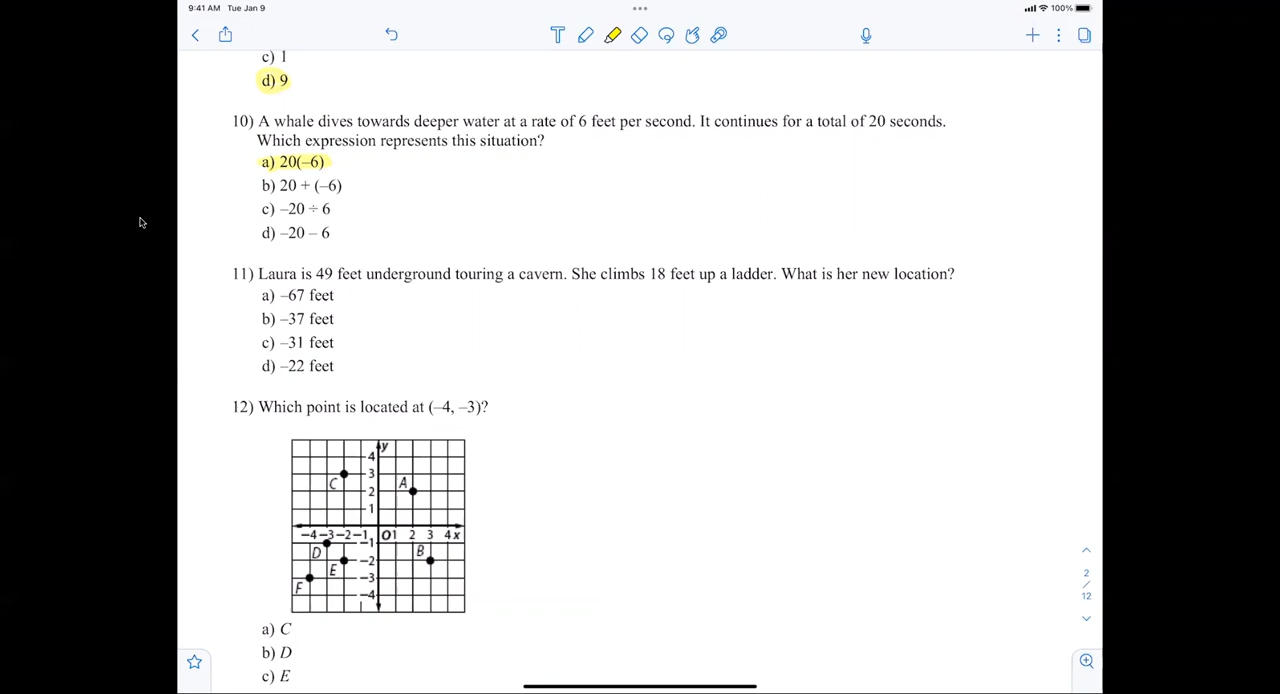 9:41 AM Tue Jan 9
100%
c) 1
d) 9
10) A whale dives towards deeper water at a rate of 6 feet per second. It continues for a total of 20 seconds.
Which expression represents this situation?
a) 20(–6)
b) 20 + (–6)
c) –20 ÷ 6
d) –20 – 6
11) Laura is 49 feet underground touring a cavern. She climbs 18 feet up a ladder. What is her new location?
a) –67 feet
b) –37 feet
c) –31 feet
d) –22 feet
12) Which point is located at (–4, –3)?
y
4
C 3 A
2
1
–4 –3 –2 –1 O 1 2 3 4 x
D –1 B
E –2
F –3
–4
2
/
12
a) C
b) D
c) E